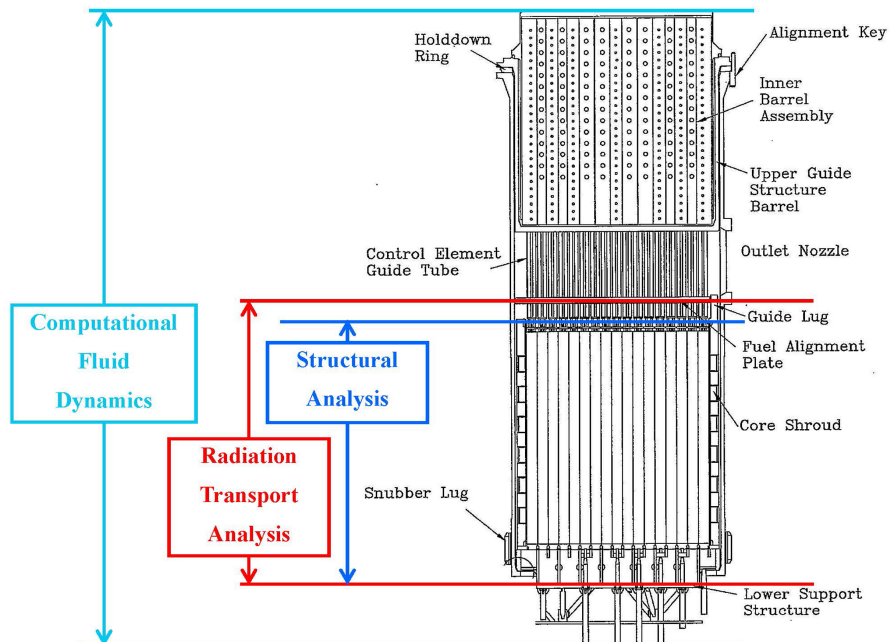 Holddown
Ring
Alignment Key
Inner
Barrel
Assembly
Upper Guide
Structure
Barrel
Control Element
Guide Tube
Outlet Nozzle
Computational
Fluid
Dynamics
Structural
Analysis
Guide Lug
Fuel Alignment
Plate
Core Shroud
Radiation
Transport
Analysis
Snubber Lug
Lower Support
Structure